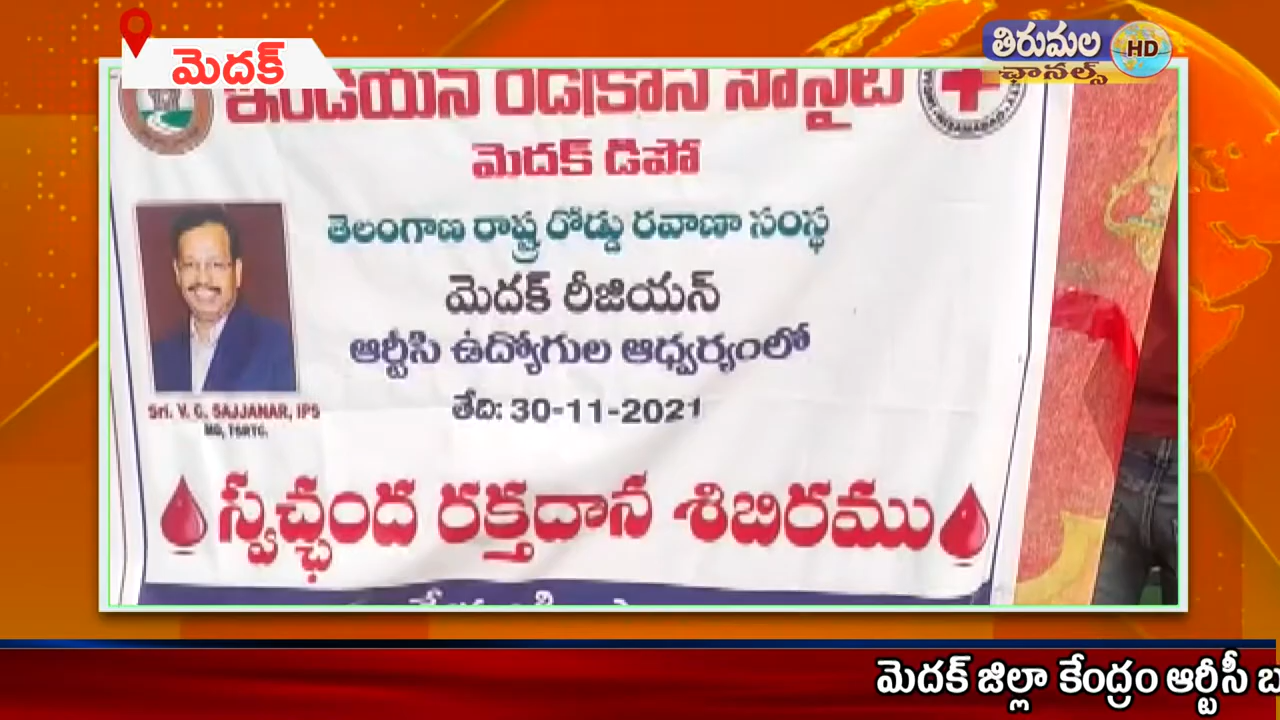 మెదక్
తిరుమల
HD
ఛానల్స్
ఇండియన్ రెడ్‌క్రాస్ సొసైటి
మెదక్ డిపో
తెలంగాణ రాష్ట్ర రోడ్డు రవాణా సంస్థ
మెదక్ రీజియన్
ఆర్టీసి ఉద్యోగుల ఆధ్వర్యంలో
తేది: 30-11-2021
Sri. V. C. SAJJANAR, IPS
MD, TSRTC.
స్వచ్ఛంద రక్తదాన శిబిరము
మెదక్ జిల్లా కేంద్రం ఆర్టీసీ బ